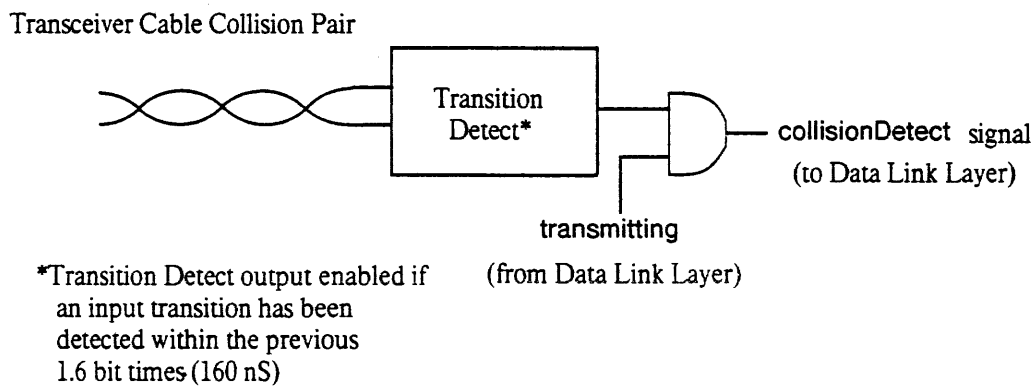 Transceiver Cable Collision Pair
Transition
Detect*
collisionDetect signal
(to Data Link Layer)
transmitting
(from Data Link Layer)
*Transition Detect output enabled if
an input transition has been
detected within the previous
1.6 bit times (160 nS)